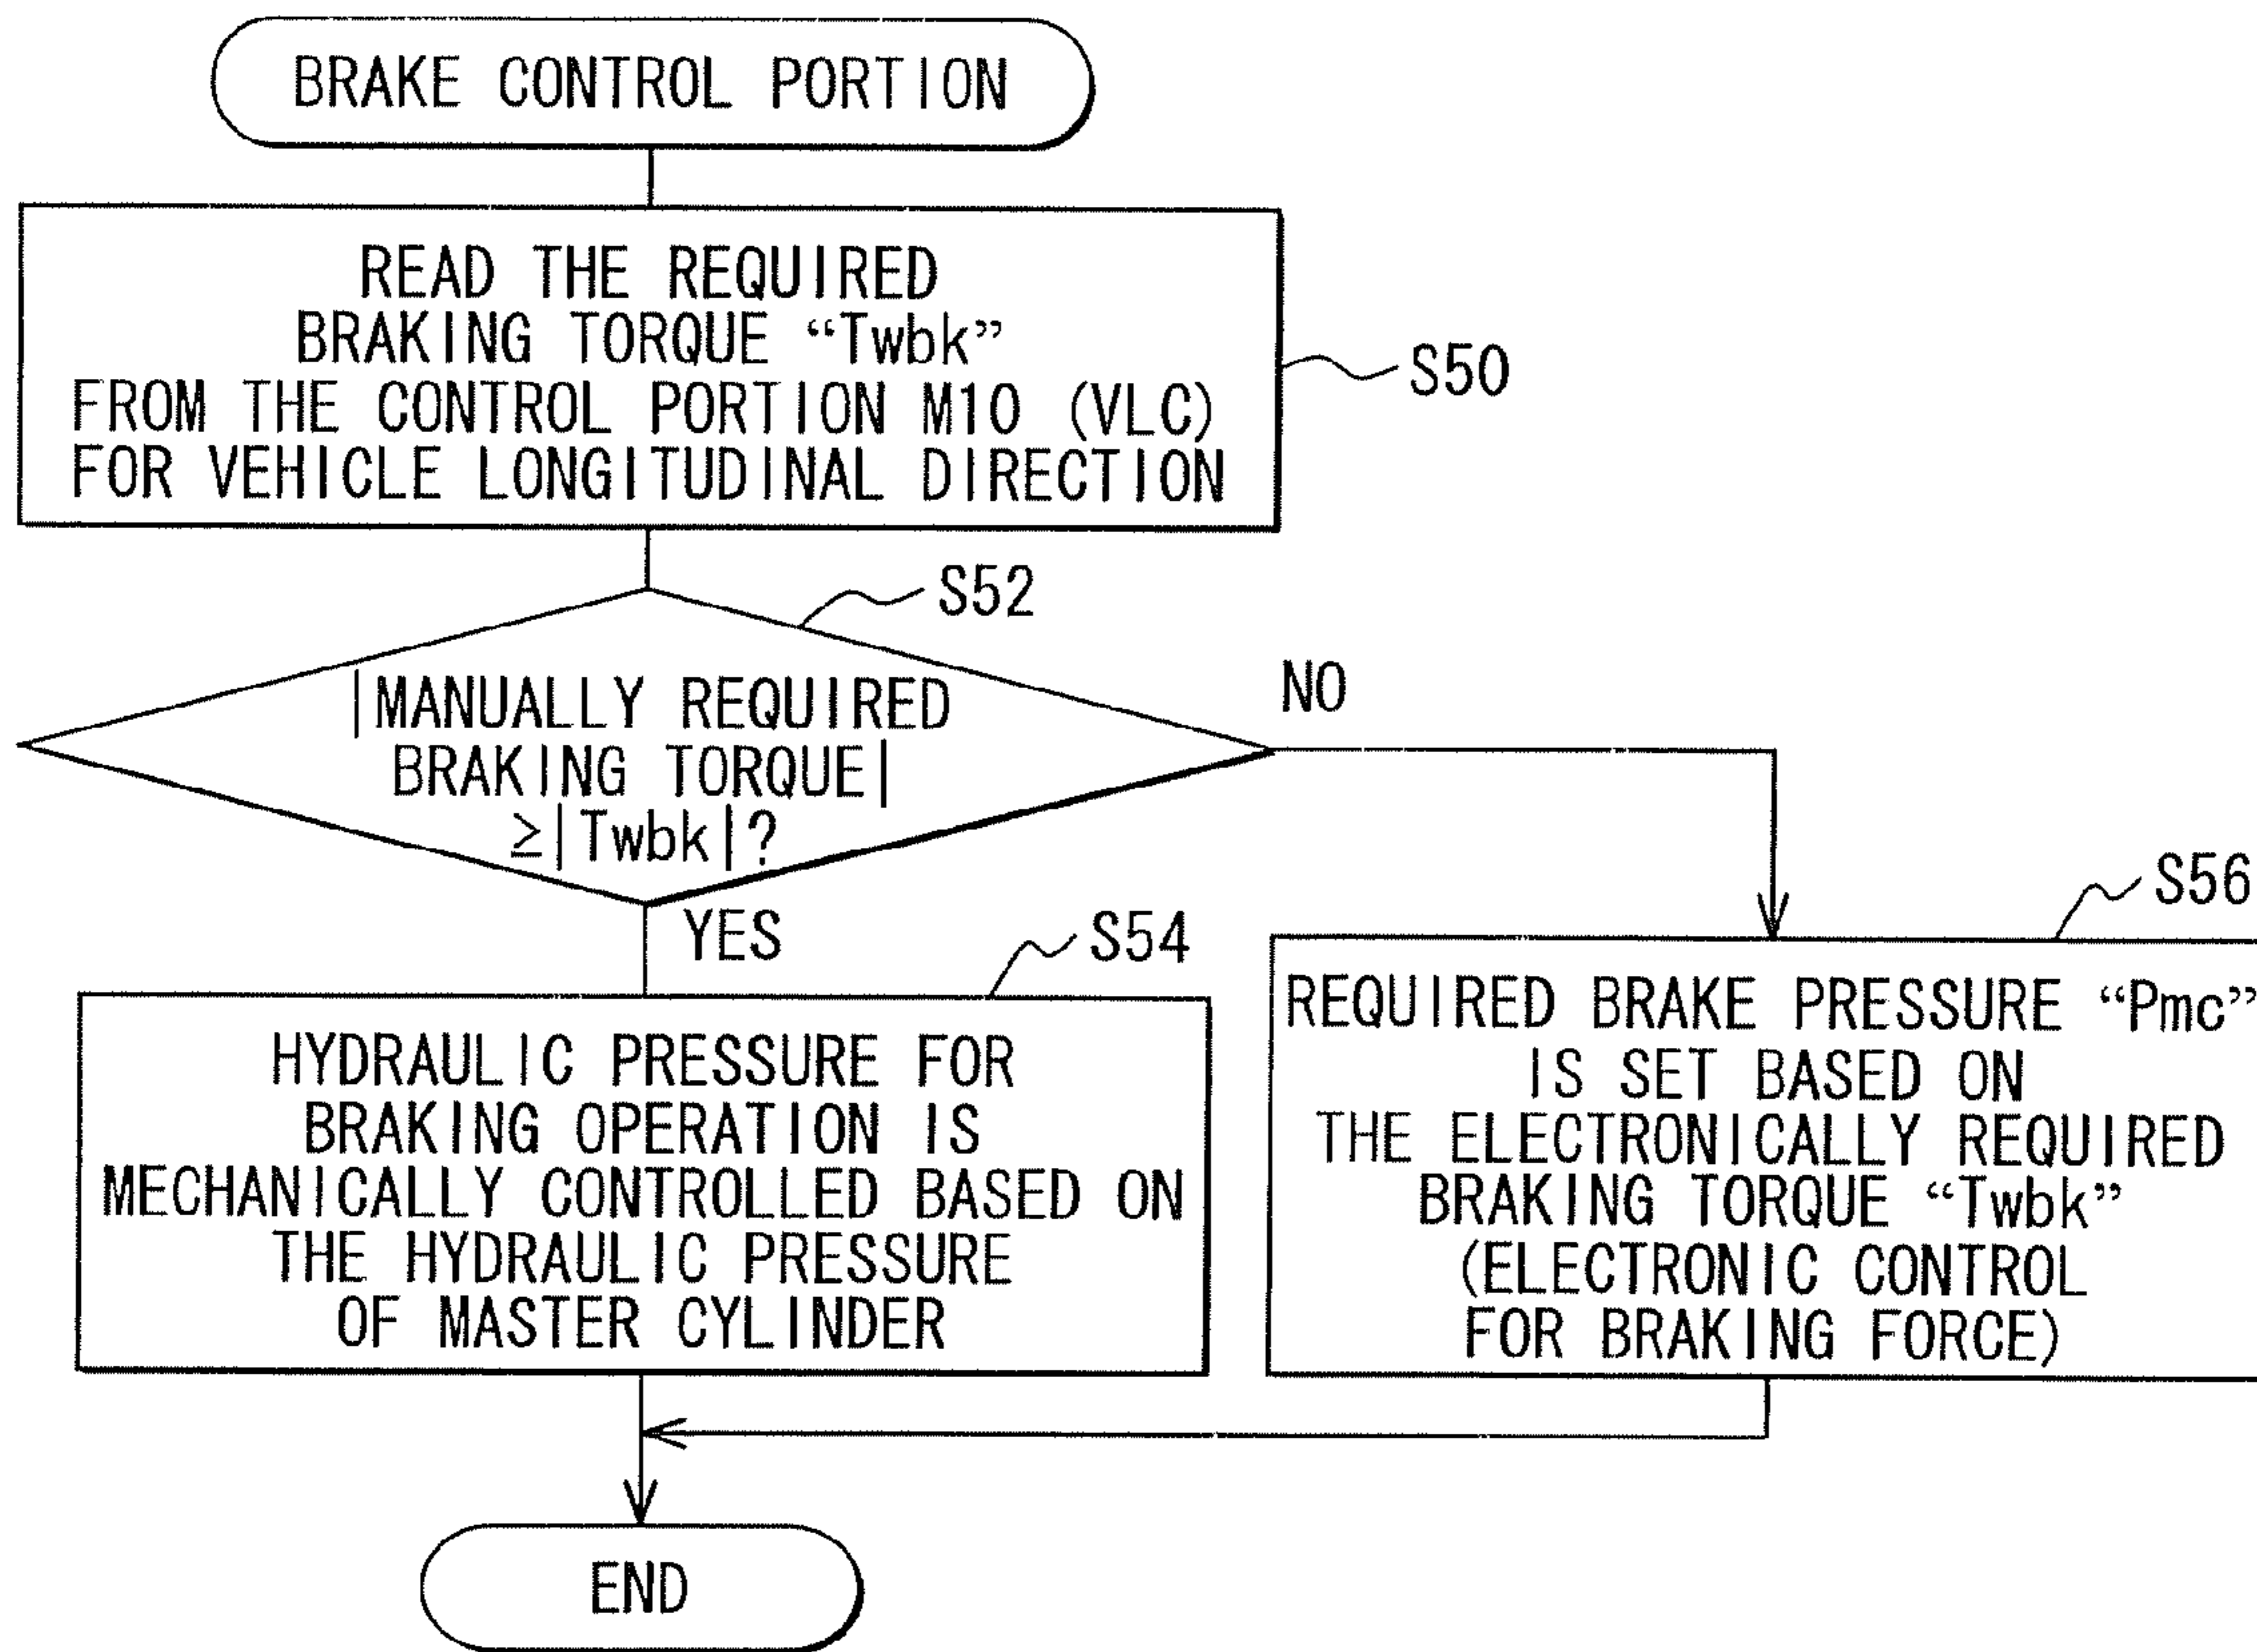 BRAKE CONTROL PORTION
READ THE REQUIRED
BRAKING TORQUE “Twbk”
FROM THE CONTROL PORTION M10 (VLC)
FOR VEHICLE LONGITUDINAL DIRECTION
S50
S52
|MANUALLY REQUIRED
BRAKING TORQUE|
≥|Twbk|?
NO
YES
S54
HYDRAULIC PRESSURE FOR
BRAKING OPERATION IS
MECHANICALLY CONTROLLED BASED ON
THE HYDRAULIC PRESSURE
OF MASTER CYLINDER
S56
REQUIRED BRAKE PRESSURE “Pmc”
IS SET BASED ON
THE ELECTRONICALLY REQUIRED
BRAKING TORQUE “Twbk”
(ELECTRONIC CONTROL
FOR BRAKING FORCE)
END